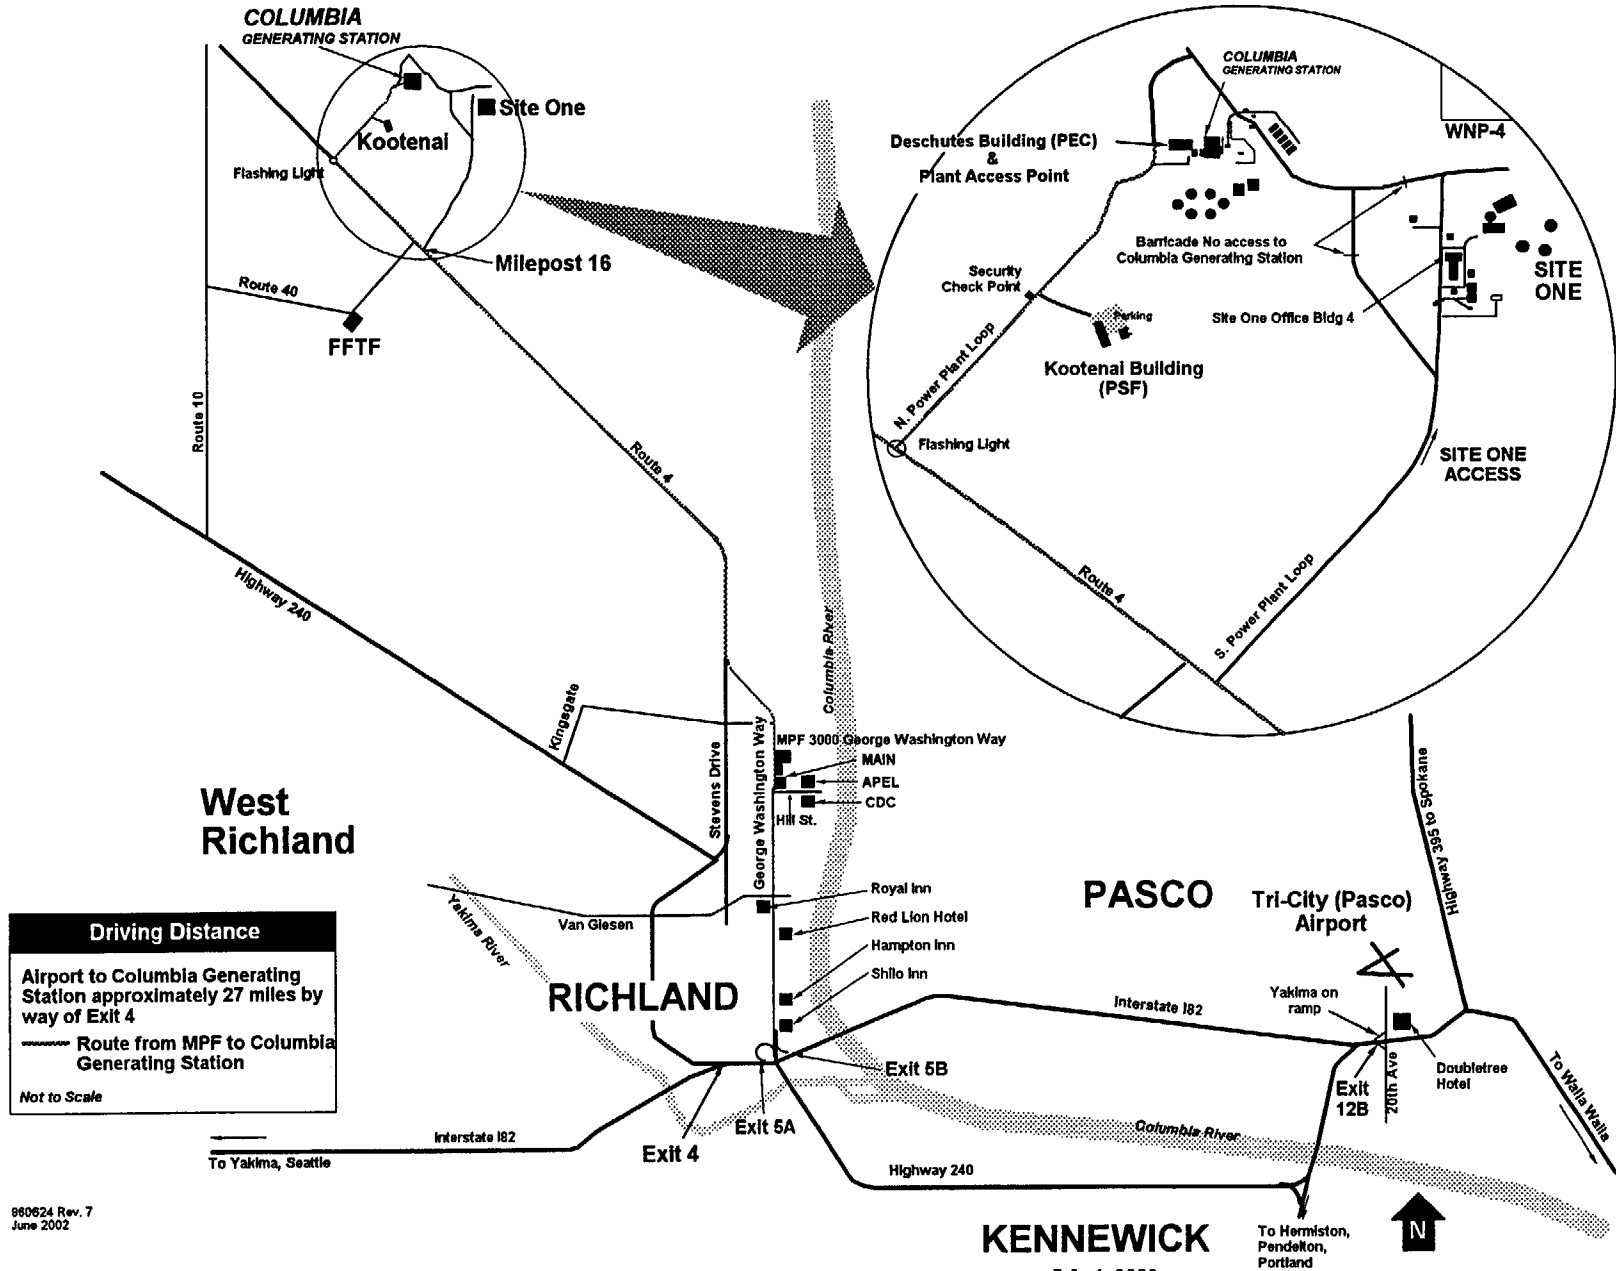 COLUMBIA
GENERATING STATION
Site One
Kootenai
Flashing Light
Milepost 16
Route 40
FFTF
Route 10
Route 4
Highway 240
COLUMBIA
GENERATING STATION
WNP-4
Deschutes Building (PEC)
&
Plant Access Point
Barricade No access to
Columbia Generating Station
Security
Check Point
SITE
ONE
Site One Office Bldg 4
Parking
Kootenai Building
(PSF)
N. Power Plant Loop
Flashing Light
SITE ONE
ACCESS
Route 4
S. Power Plant Loop
Columbia River
Kingsgate
Stevens Drive
George Washington Way
MPF 3000 George Washington Way
MAIN
APEL
CDC
Hill St.
West
Richland
Highway 395 to Spokane
Royal Inn
Red Lion Hotel
Hampton Inn
Shilo Inn
Van Giesen
Yakima River
RICHLAND
PASCO
Tri-City (Pasco)
Airport
Yakima on
ramp
Interstate I82
Driving Distance
Airport to Columbia Generating
Station approximately 27 miles by
way of Exit 4
Route from MPF to Columbia
Generating Station
Not to Scale
Exit 5B
Exit 5A
Exit 4
Exit
12B
20th Ave
Doubletree
Hotel
To Walla Walla
Interstate I82
To Yakima, Seattle
Columbia River
Highway 240
KENNEWICK
To Hermiston,
Pendelton,
Portland
N
960624 Rev. 7
June 2002